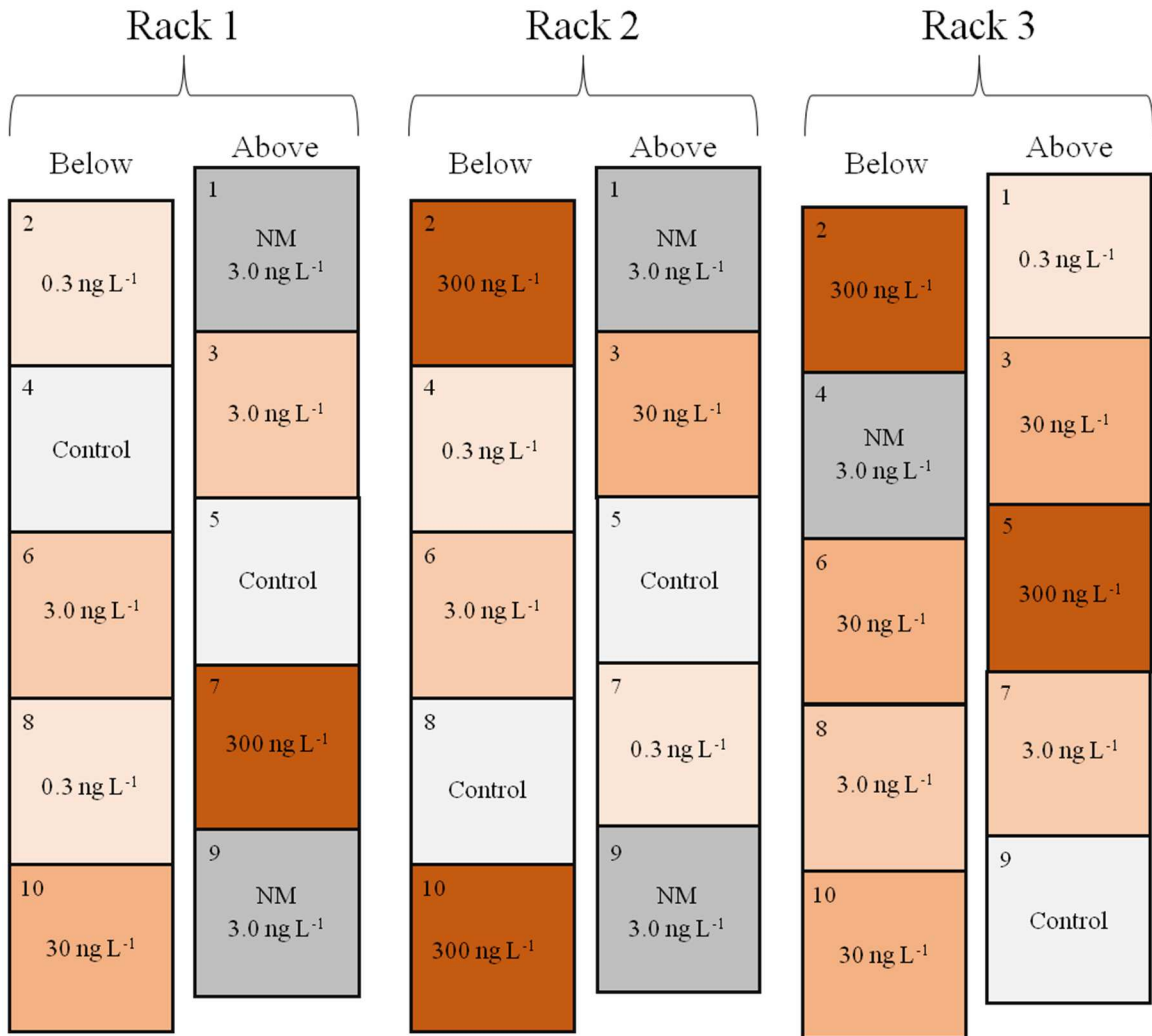 Rack 1
Below
Above
2
0.3 ng L⁻¹
4
Control
6
3.0 ng L⁻¹
8
0.3 ng L⁻¹
10
30 ng L⁻¹
1
NM
3.0 ng L⁻¹
3
3.0 ng L⁻¹
5
Control
7
300 ng L⁻¹
9
NM
3.0 ng L⁻¹
Rack 2
Below
Above
2
300 ng L⁻¹
4
0.3 ng L⁻¹
6
3.0 ng L⁻¹
8
Control
10
300 ng L⁻¹
1
NM
3.0 ng L⁻¹
3
30 ng L⁻¹
5
Control
7
0.3 ng L⁻¹
9
NM
3.0 ng L⁻¹
Rack 3
Below
Above
2
300 ng L⁻¹
4
NM
3.0 ng L⁻¹
6
30 ng L⁻¹
8
3.0 ng L⁻¹
10
30 ng L⁻¹
1
0.3 ng L⁻¹
3
30 ng L⁻¹
5
300 ng L⁻¹
7
3.0 ng L⁻¹
9
Control